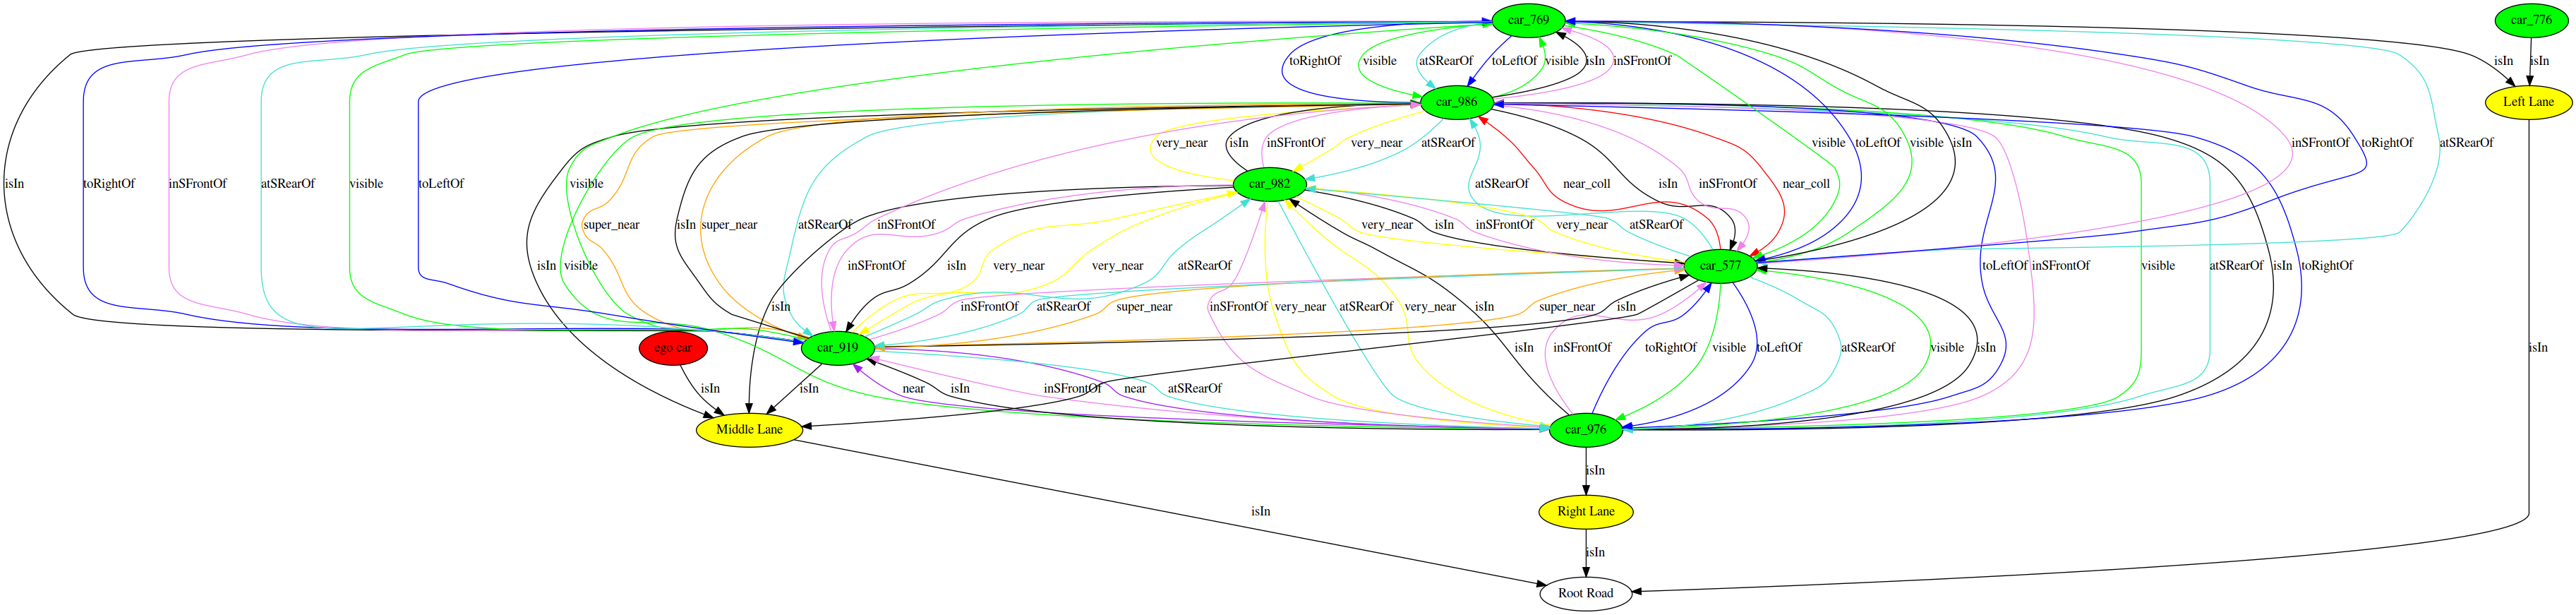 car_769 car_776
toRightOf visible atSRearOf toLeftOf visible isIn inSFrontOf isIn isIn
car_986 Left Lane
very_near isIn inSFrontOf very_near atSRearOf visible toLeftOf visible isIn inSFrontOf toRightOf atSRearOf
isIn toRightOf inSFrontOf atSRearOf visible toLeftOf visible car_982 atSRearOf near_coll isIn inSFrontOf near_coll
super_near isIn super_near atSRearOf inSFrontOf very_near isIn inSFrontOf very_near atSRearOf
isIn visible inSFrontOf isIn very_near very_near atSRearOf car_577 toLeftOf inSFrontOf visible atSRearOf isIn toRightOf
isIn inSFrontOf atSRearOf super_near inSFrontOf very_near atSRearOf very_near isIn super_near isIn
ego car car_919 isIn inSFrontOf toRightOf visible toLeftOf atSRearOf visible isIn isIn
isIn isIn near isIn inSFrontOf near atSRearOf
Middle Lane car_976
isIn
isIn Right Lane
isIn
Root Road